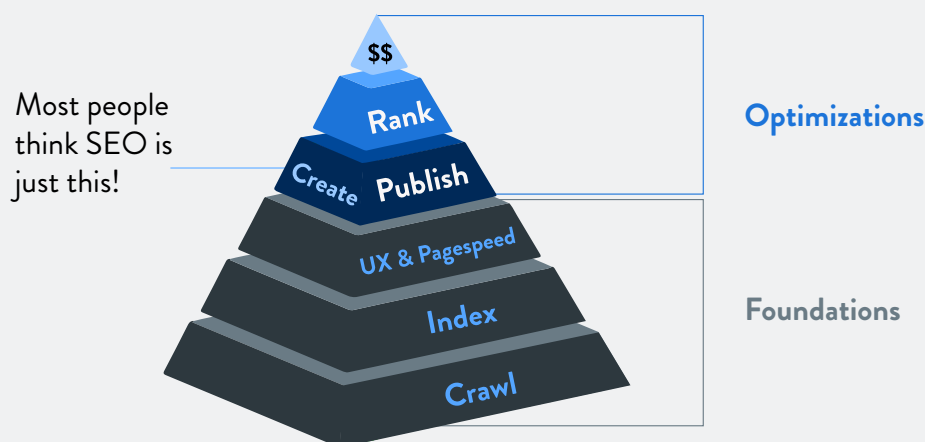 $$
Rank
Most people
think SEO is
just this!
Optimizations
Create
Publish
UX & Pagespeed
Index
Foundations
Crawl